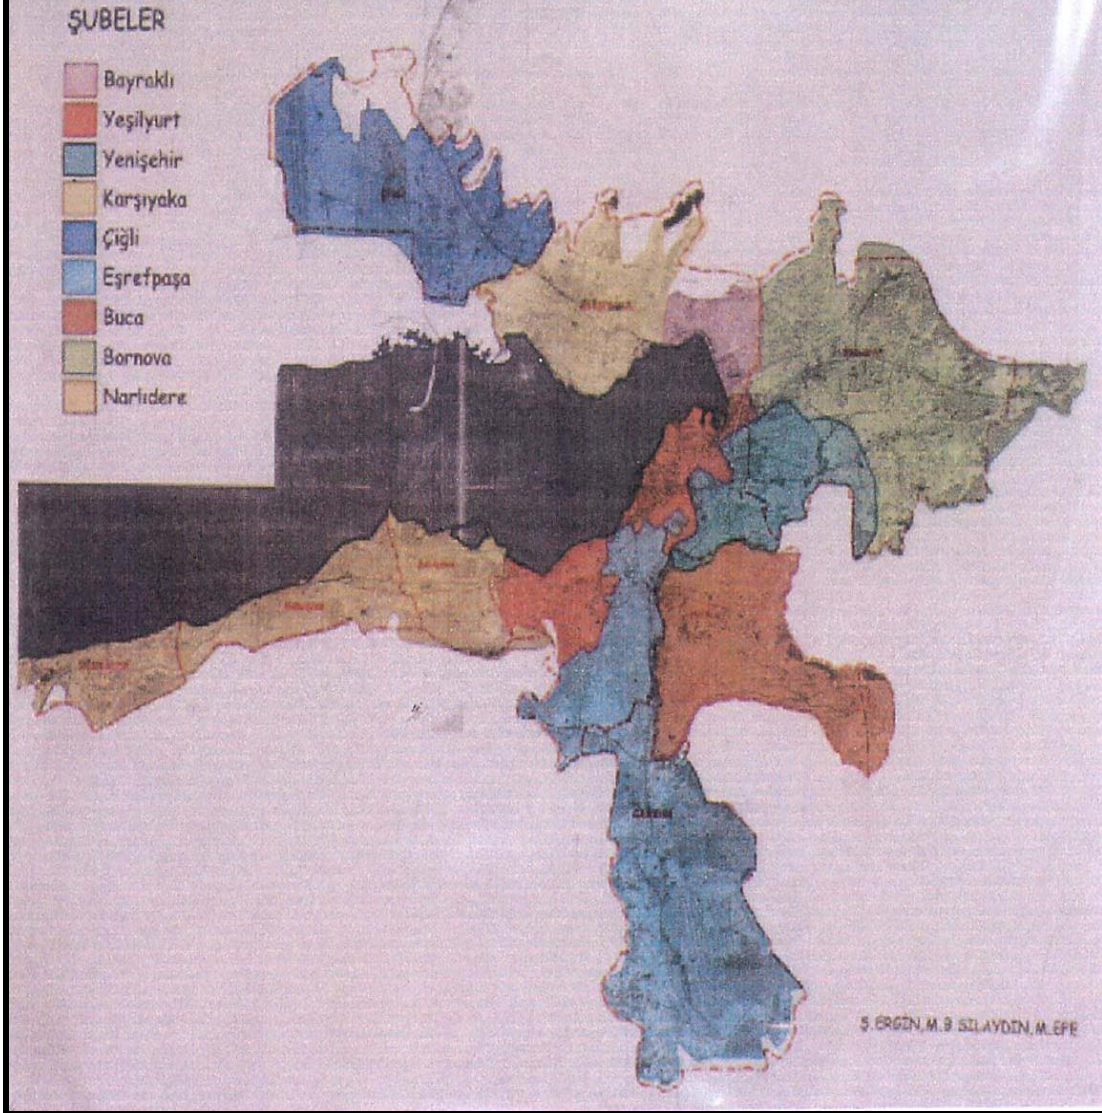 ŞUBELER
Bayraklı
Yeşilyurt
Yenişehir
Karşıyaka
Çiğli
Eşrefpaşa
Buca
Bornova
Narlıdere
Ş.ERGİN,M.B SILAYDIN,M.EFE